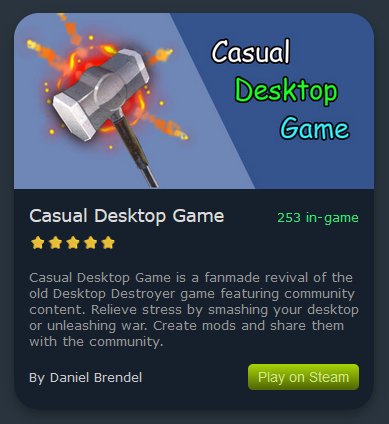 Casual
Desktop
Game
Casual Desktop Game
253 in-game
Casual Desktop Game is a fanmade revival of the
old Desktop Destroyer game featuring community
content. Relieve stress by smashing your desktop
or unleashing war. Create mods and share them
with the community.
By Daniel Brendel
Play on Steam